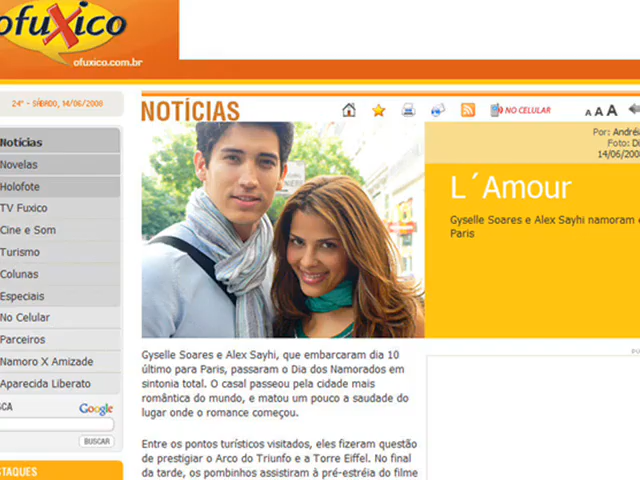 ofuXico
ofuxico.com.br
24° - SÁBADO, 14/06/2008
Notícias
Novelas
Holofote
TV Fuxico
Cine e Som
Turismo
Colunas
Especiais
No Celular
Parceiros
Namoro X Amizade
Aparecida Liberato
SCA
Google
BUSCAR
STAQUES
NOTÍCIAS
NO CELULAR
A A A
Por: Andréi
Foto: Di
14/06/200
L´Amour
Gyselle Soares e Alex Sayhi namoram e
Paris
Gyselle Soares e Alex Sayhi, que embarcaram dia 10
último para Paris, passaram o Dia dos Namorados em
sintonia total. O casal passeou pela cidade mais
romântica do mundo, e matou um pouco a saudade do
lugar onde o romance começou.
Entre os pontos turísticos visitados, eles fizeram questão
de prestigiar o Arco do Triunfo e a Torre Eiffel. No final
da tarde, os pombinhos assistiram à pré-estréia do filme